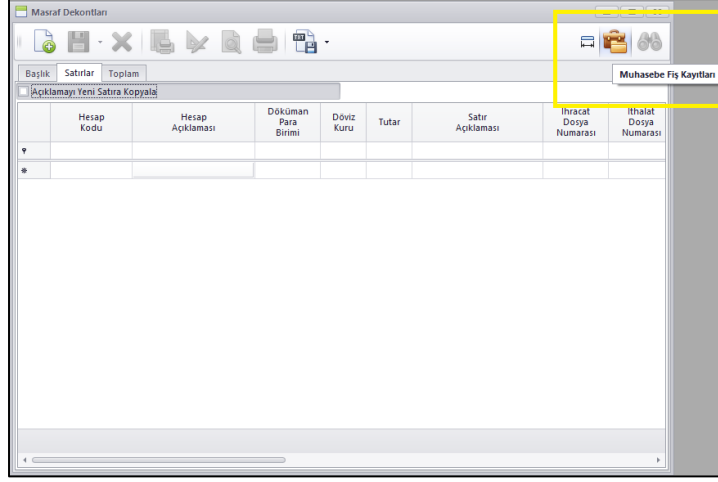 Masraf Dekontları
TXT
Muhasebe Fiş Kayıtları
Başlık Satırlar Toplam
Açıklamayı Yeni Satıra Kopyala
Hesap
Kodu
Hesap
Açıklaması
Döküman
Para
Birimi
Döviz
Kuru
Tutar
Satır
Açıklaması
İhracat
Dosya
Numarası
İthalat
Dosya
Numarası